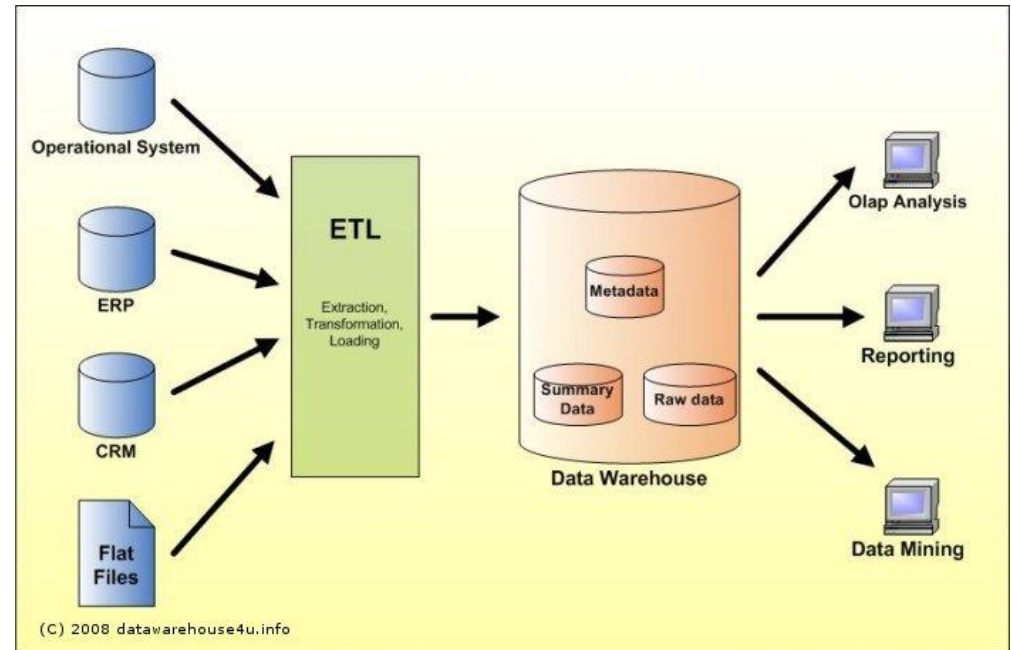 Operational System
ERP
CRM
Flat
Files
ETL
Extraction,
Transformation,
Loading
Metadata
Summary
Data
Raw data
Data Warehouse
Olap Analysis
Reporting
Data Mining
(C) 2008 datawarehouse4u.info